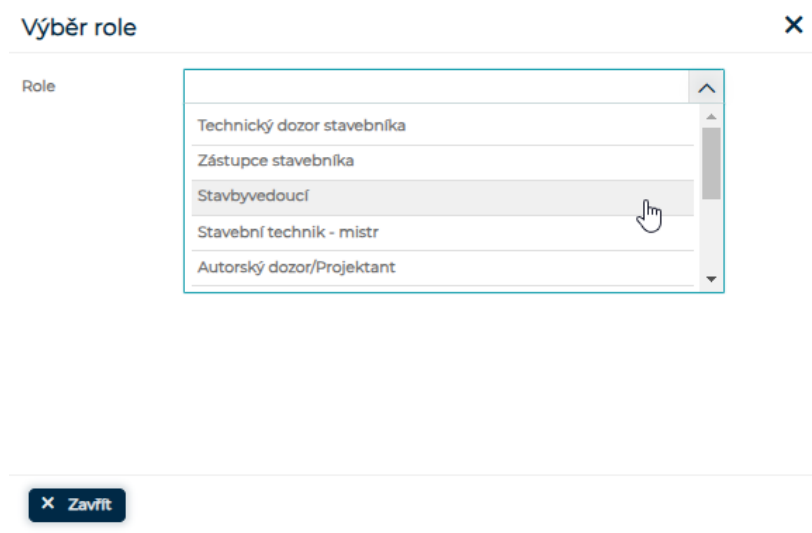 Výběr role
Role
Technický dozor stavebníka
Zástupce stavebníka
Stavbyvedoucí
Stavební technik - mistr
Autorský dozor/Projektant
Zavřít